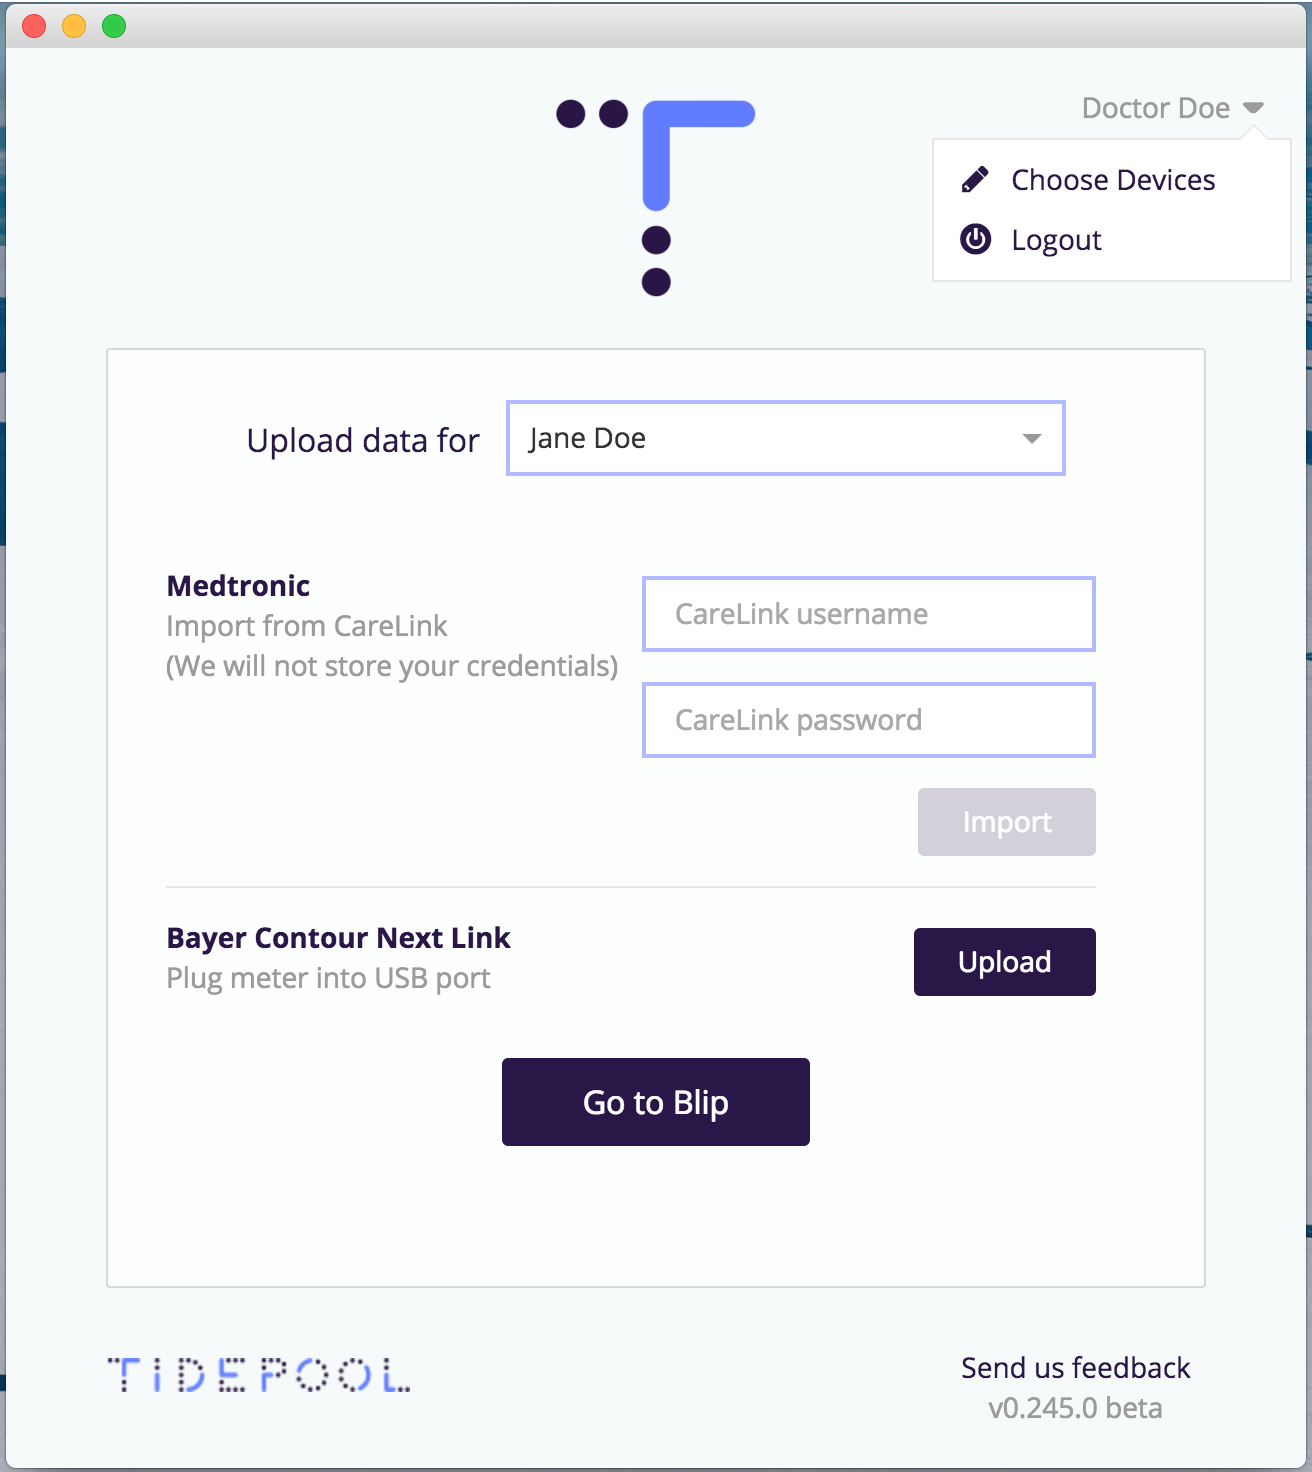 Doctor Doe
Choose Devices
Logout
Upload data for
Jane Doe
Medtronic
Import from CareLink
(We will not store your credentials)
CareLink username
CareLink password
Import
Bayer Contour Next Link
Plug meter into USB port
Upload
Go to Blip
TIDEPOOL
Send us feedback
v0.245.0 beta